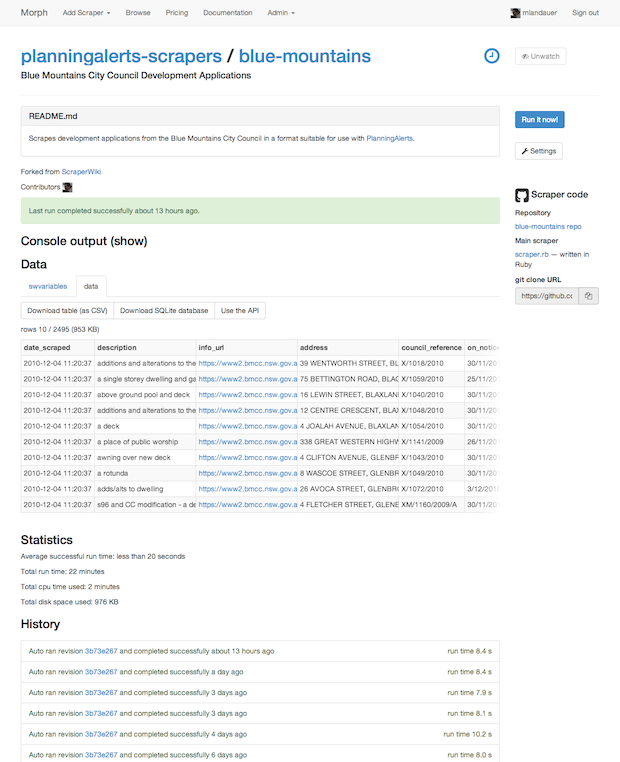 Morph Add Scraper Browse Pricing Documentation Admin mlandauer Sign out
planningalerts-scrapers / blue-mountains
Unwatch
Blue Mountains City Council Development Applications
README.md
Scrapes development applications from the Blue Mountains City Council in a format suitable for use with PlanningAlerts.
Run it now!
Settings
Forked from ScraperWiki
Contributors
Last run completed successfully about 13 hours ago.
Scraper code
Repository
blue-mountains repo
Main scraper
scraper.rb — written in
Ruby
git clone URL
https://github.cc
Console output (show)
Data
swvariables data
Download table (as CSV) Download SQLite database Use the API
rows 10 / 2495 (953 KB)
date_scraped description info_url address council_reference on_notice
2010-12-04 11:20:37 additions and alterations to the https://www2.bmcc.nsw.gov.a 39 WENTWORTH STREET, BL X/1018/2010 30/11/20
2010-12-04 11:20:37 a single storey dwelling and ga https://www2.bmcc.nsw.gov.a 75 BETTINGTON ROAD, BLAC X/1059/2010 25/11/20
2010-12-04 11:20:37 above ground pool and deck https://www2.bmcc.nsw.gov.a 16 LEWIN STREET, BLAXLAN X/1040/2010 30/11/20
2010-12-04 11:20:37 additions and alterations to the https://www2.bmcc.nsw.gov.a 12 CENTRE CRESCENT, BLAX X/1048/2010 30/11/20
2010-12-04 11:20:37 a deck https://www2.bmcc.nsw.gov.a 4 JOALAH AVENUE, BLAXLAN X/1054/2010 30/11/20
2010-12-04 11:20:37 a place of public worship https://www2.bmcc.nsw.gov.a 338 GREAT WESTERN HIGHW X/1141/2009 26/11/20
2010-12-04 11:20:37 awning over new deck https://www2.bmcc.nsw.gov.a 4 CLIFTON AVENUE, GLENBR X/1043/2010 30/11/20
2010-12-04 11:20:37 a rotunda https://www2.bmcc.nsw.gov.a 8 WASCOE STREET, GLENBR X/1049/2010 30/11/20
2010-12-04 11:20:37 adds/alts to dwelling https://www2.bmcc.nsw.gov.a 26 AVOCA STREET, GLENBRO X/1072/2010 3/12/201
2010-12-04 11:20:37 s96 and CC modification - a de https://www2.bmcc.nsw.gov.a 4 FLETCHER STREET, GLENE XM/1160/2009/A 30/11/20
Statistics
Average successful run time: less than 20 seconds
Total run time: 22 minutes
Total cpu time used: 2 minutes
Total disk space used: 976 KB
History
Auto ran revision 3b73e267 and completed successfully about 13 hours ago run time 8.4 s
Auto ran revision 3b73e267 and completed successfully a day ago run time 8.4 s
Auto ran revision 3b73e267 and completed successfully 3 days ago run time 7.9 s
Auto ran revision 3b73e267 and completed successfully 3 days ago run time 8.1 s
Auto ran revision 3b73e267 and completed successfully 4 days ago run time 10.2 s
Auto ran revision 3b73e267 and completed successfully 6 days ago run time 8.0 s